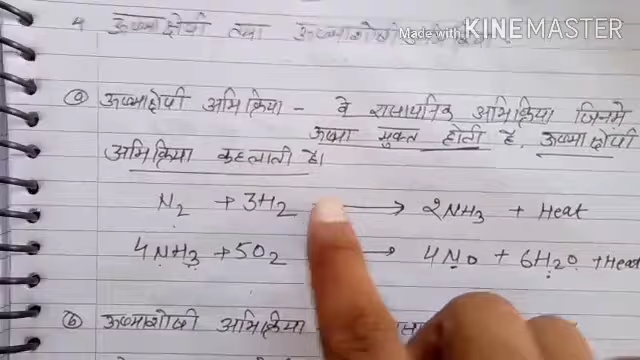 Made with KINEMASTER
4 ऊष्माक्षेपी तथा
(a) ऊष्माक्षेपी अभिक्रिया - वे रासायनिक अभिक्रिया जिनमे
ऊष्मा मुक्त होती है, ऊष्माक्षेपी
अभिक्रिया कहलाती है।
N₂ + 3H₂ → 2NH₃ + Heat
4NH₃ + 5O₂ → 4NO + 6H₂O + Heat
(b) ऊष्माशोषी अभिक्रिया